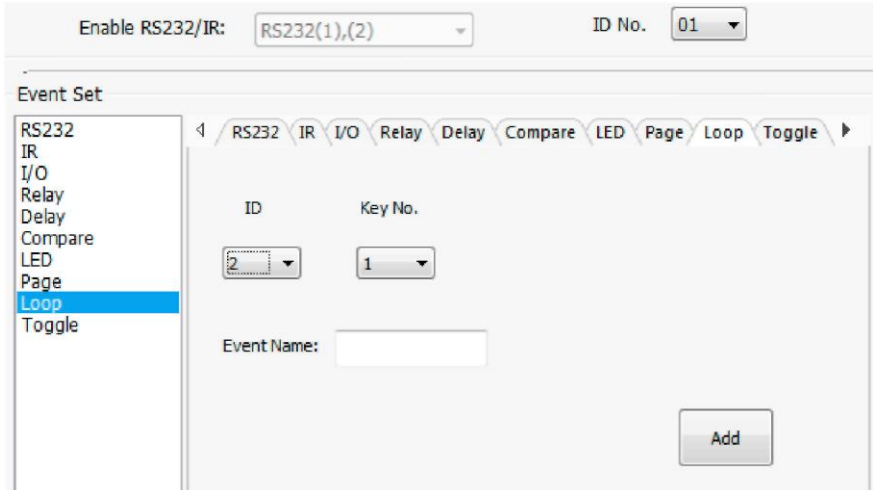 Enable RS232/IR: RS232(1),(2) ID No. 01
Event Set
RS232
IR
I/O
Relay
Delay
Compare
LED
Page
Loop
Toggle
RS232 IR I/O Relay Delay Compare LED Page Loop Toggle
ID Key No.
2 1
Event Name:
Add